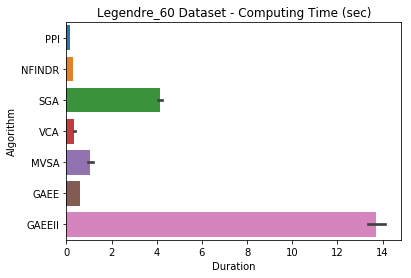 Legendre_60 Dataset - Computing Time (sec)
PPI
NFINDR
SGA
VCA
MVSA
GAEE
GAEEII
Algorithm
0 2 4 6 8 10 12 14
Duration